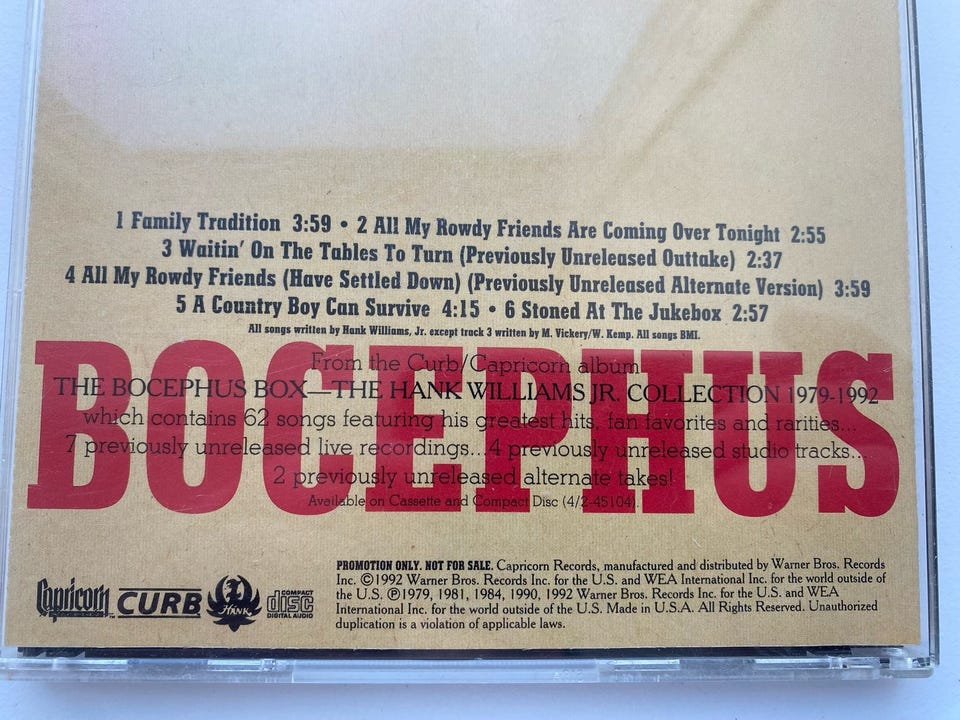 1 Family Tradition 3:59 • 2 All My Rowdy Friends Are Coming Over Tonight 2:55
3 Waitin' On The Tables To Turn (Previously Unreleased Outtake) 2:37
4 All My Rowdy Friends (Have Settled Down) (Previously Unreleased Alternate Version) 3:59
5 A Country Boy Can Survive 4:15 • 6 Stoned At The Jukebox 2:57
All songs written by Hank Williams, Jr. except track 3 written by M. Vickery/W. Kemp. All songs BMI.
BOCEPHUS
From the Curb/Capricorn album
THE BOCEPHUS BOX—THE HANK WILLIAMS JR. COLLECTION 1979-1992
which contains 62 songs featuring his greatest hits, fan favorites and rarities...
7 previously unreleased live recordings...4 previously unreleased studio tracks...
2 previously unreleased alternate takes!
Available on Cassette and Compact Disc (4/2-45104).
Capricorn CURB HANK COMPACT disc DIGITAL AUDIO
PROMOTION ONLY. NOT FOR SALE. Capricorn Records, manufactured and distributed by Warner Bros. Records
Inc. ©1992 Warner Bros. Records Inc. for the U.S. and WEA International Inc. for the world outside of
the U.S. ℗1979, 1981, 1984, 1990, 1992 Warner Bros. Records Inc. for the U.S. and WEA
International Inc. for the world outside of the U.S. Made in U.S.A. All Rights Reserved. Unauthorized
duplication is a violation of applicable laws.